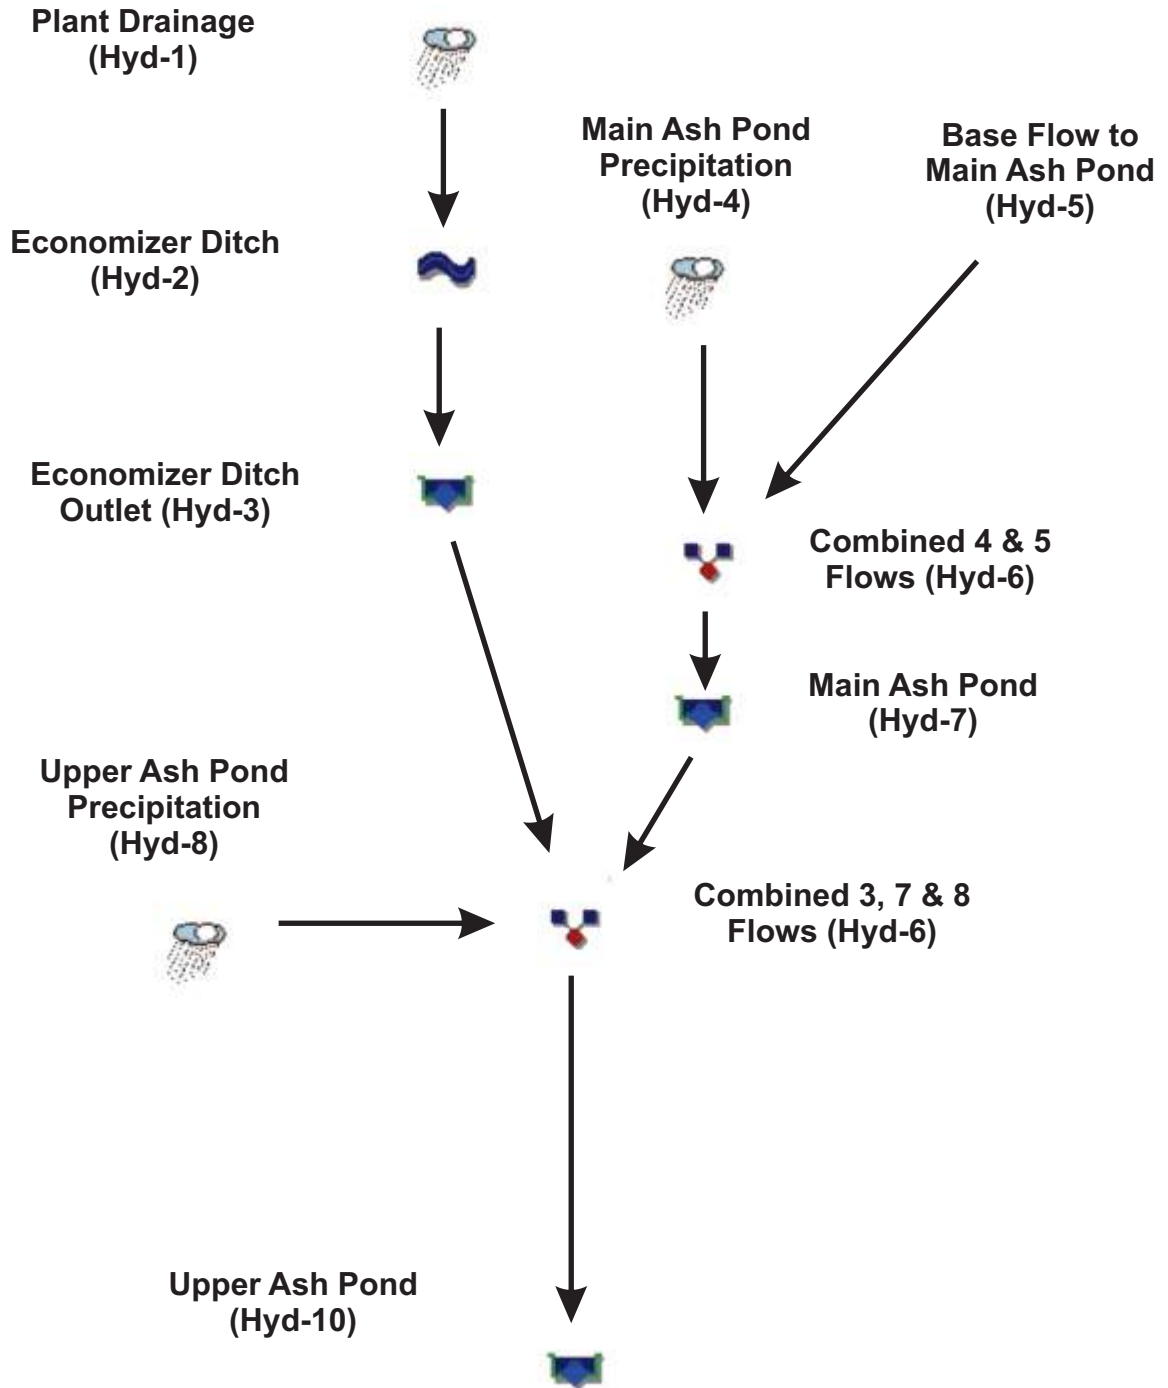 Plant Drainage
(Hyd-1)
Main Ash Pond
Precipitation
(Hyd-4)
Base Flow to
Main Ash Pond
(Hyd-5)
Economizer Ditch
(Hyd-2)
Economizer Ditch
Outlet (Hyd-3)
Combined 4 & 5
Flows (Hyd-6)
Main Ash Pond
(Hyd-7)
Upper Ash Pond
Precipitation
(Hyd-8)
Combined 3, 7 & 8
Flows (Hyd-6)
Upper Ash Pond
(Hyd-10)